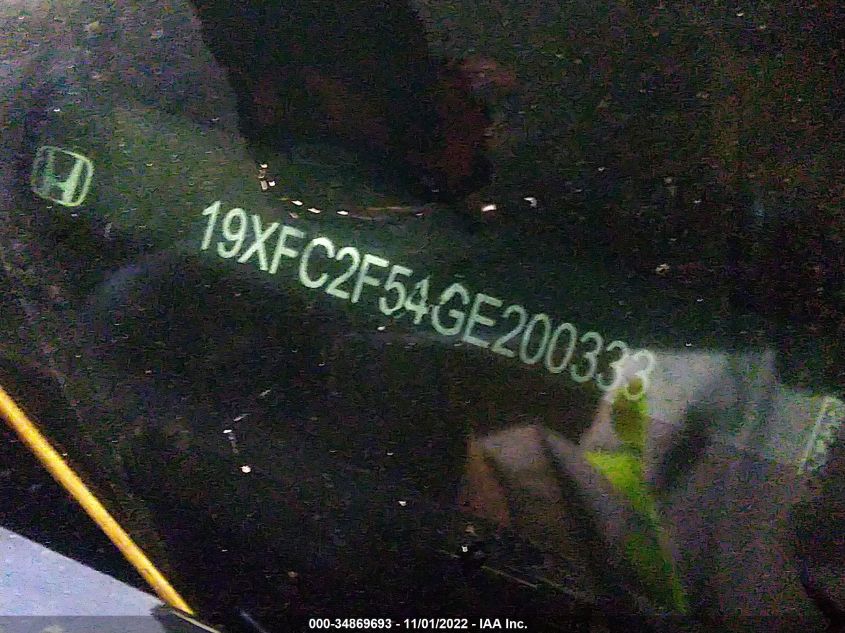 19XFC2F54GE200333
000-34869693 - 11/01/2022 - IAA Inc.